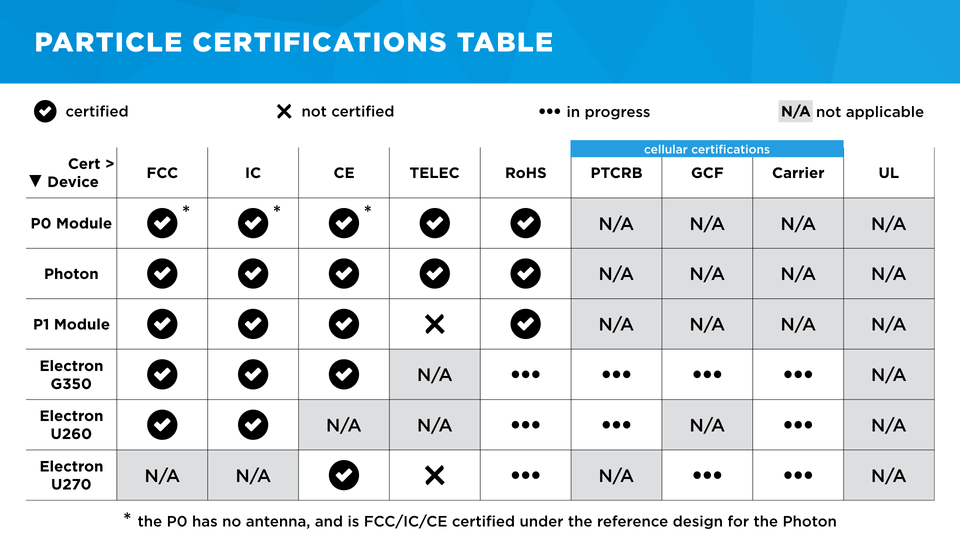 PARTICLE CERTIFICATIONS TABLE
certified not certified ••• in progress N/A not applicable
cellular certifications
Cert >
▼ Device FCC IC CE TELEC RoHS PTCRB GCF Carrier UL
P0 Module * * * N/A N/A N/A N/A
Photon N/A N/A N/A N/A
P1 Module N/A N/A N/A N/A
Electron
G350 N/A ••• ••• ••• ••• N/A
Electron
U260 N/A N/A ••• ••• N/A ••• N/A
Electron
U270 N/A N/A ••• N/A ••• ••• N/A
* the P0 has no antenna, and is FCC/IC/CE certified under the reference design for the Photon